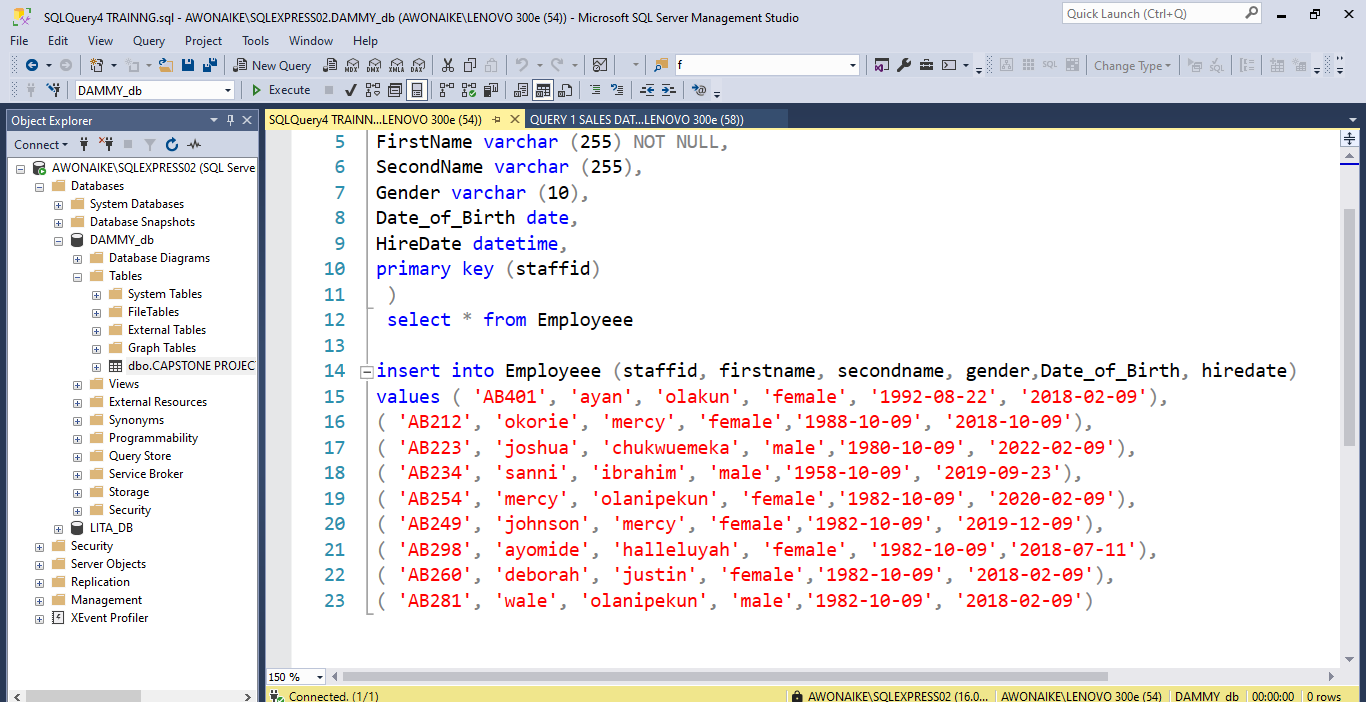 SQLQuery4 TRAINNG.sql - AWONAIKE\SQLEXPRESS02.DAMMY_db (AWONAIKE\LENOVO 300e (54)) - Microsoft SQL Server Management Studio
Quick Launch (Ctrl+Q)
File Edit View Query Project Tools Window Help
New Query MDX DMX XMLA DAX f SQL Change Type SQL
DAMMY_db Execute
Object Explorer
SQLQuery4 TRAINN...LENOVO 300e (54)) QUERY 1 SALES DAT...LENOVO 300e (58))
Connect
AWONAIKE\SQLEXPRESS02 (SQL Serve
Databases
System Databases
Database Snapshots
DAMMY_db
Database Diagrams
Tables
System Tables
FileTables
External Tables
Graph Tables
dbo.CAPSTONE PROJEC
Views
External Resources
Synonyms
Programmability
Query Store
Service Broker
Storage
Security
LITA_DB
Security
Server Objects
Replication
Management
XEvent Profiler
5 FirstName varchar (255) NOT NULL,
6 SecondName varchar (255),
7 Gender varchar (10),
8 Date_of_Birth date,
9 HireDate datetime,
10 primary key (staffid)
11 )
12 select * from Employeee
13
14 insert into Employeee (staffid, firstname, secondname, gender,Date_of_Birth, hiredate)
15 values ( 'AB401', 'ayan', 'olakun', 'female', '1992-08-22', '2018-02-09'),
16 ( 'AB212', 'okorie', 'mercy', 'female','1988-10-09', '2018-10-09'),
17 ( 'AB223', 'joshua', 'chukwuemeka', 'male','1980-10-09', '2022-02-09'),
18 ( 'AB234', 'sanni', 'ibrahim', 'male','1958-10-09', '2019-09-23'),
19 ( 'AB254', 'mercy', 'olanipekun', 'female','1982-10-09', '2020-02-09'),
20 ( 'AB249', 'johnson', 'mercy', 'female','1982-10-09', '2019-12-09'),
21 ( 'AB298', 'ayomide', 'halleluyah', 'female', '1982-10-09','2018-07-11'),
22 ( 'AB260', 'deborah', 'justin', 'female','1982-10-09', '2018-02-09'),
23 ( 'AB281', 'wale', 'olanipekun', 'male','1982-10-09', '2018-02-09')
150 %
Connected. (1/1) AWONAIKE\SQLEXPRESS02 (16.0... AWONAIKE\LENOVO 300e (54) DAMMY_db 00:00:00 0 rows